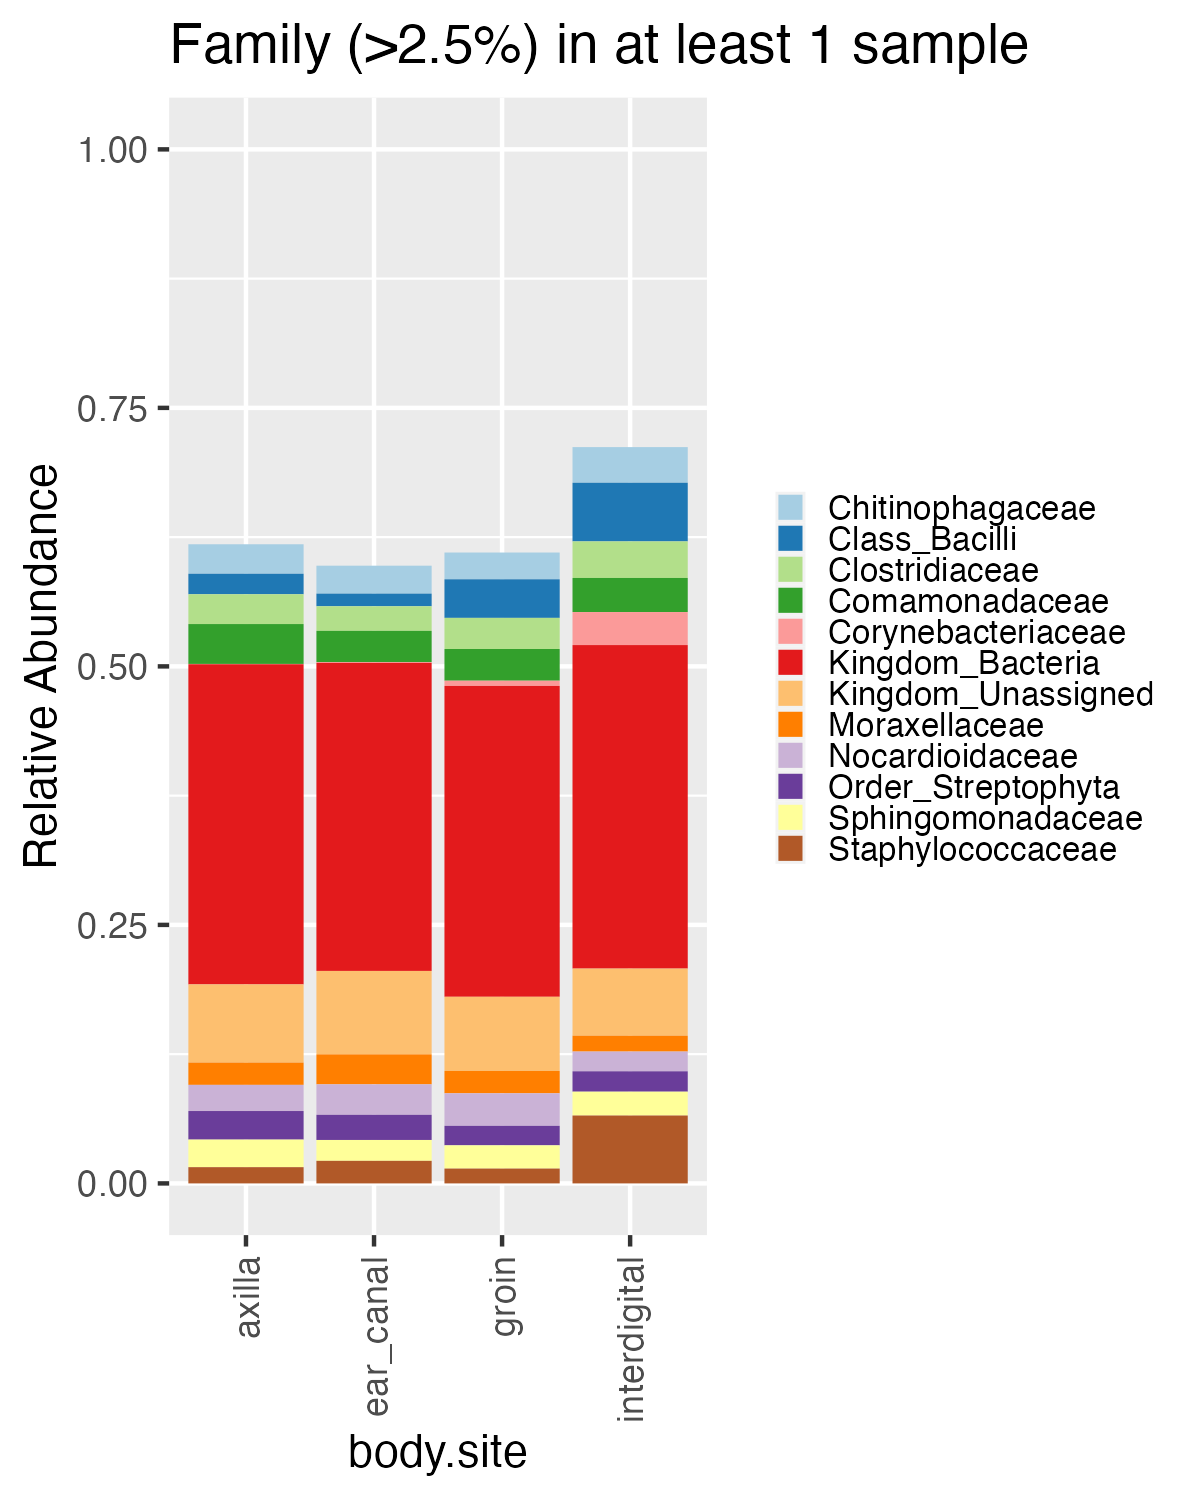 Family (>2.5%) in at least 1 sample
1.00
0.75
0.50
0.25
0.00
Relative Abundance
axilla
ear_canal
groin
interdigital
body.site
Chitinophagaceae
Class_Bacilli
Clostridiaceae
Comamonadaceae
Corynebacteriaceae
Kingdom_Bacteria
Kingdom_Unassigned
Moraxellaceae
Nocardioidaceae
Order_Streptophyta
Sphingomonadaceae
Staphylococcaceae